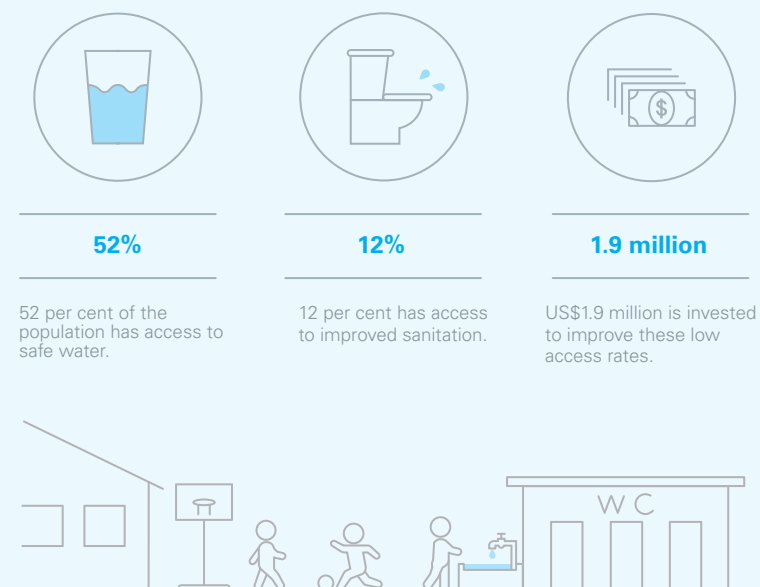 $
52%
12%
1.9 million
52 per cent of the
population has access to
safe water.
12 per cent has access
to improved sanitation.
US$1.9 million is invested
to improve these low
access rates.
WC